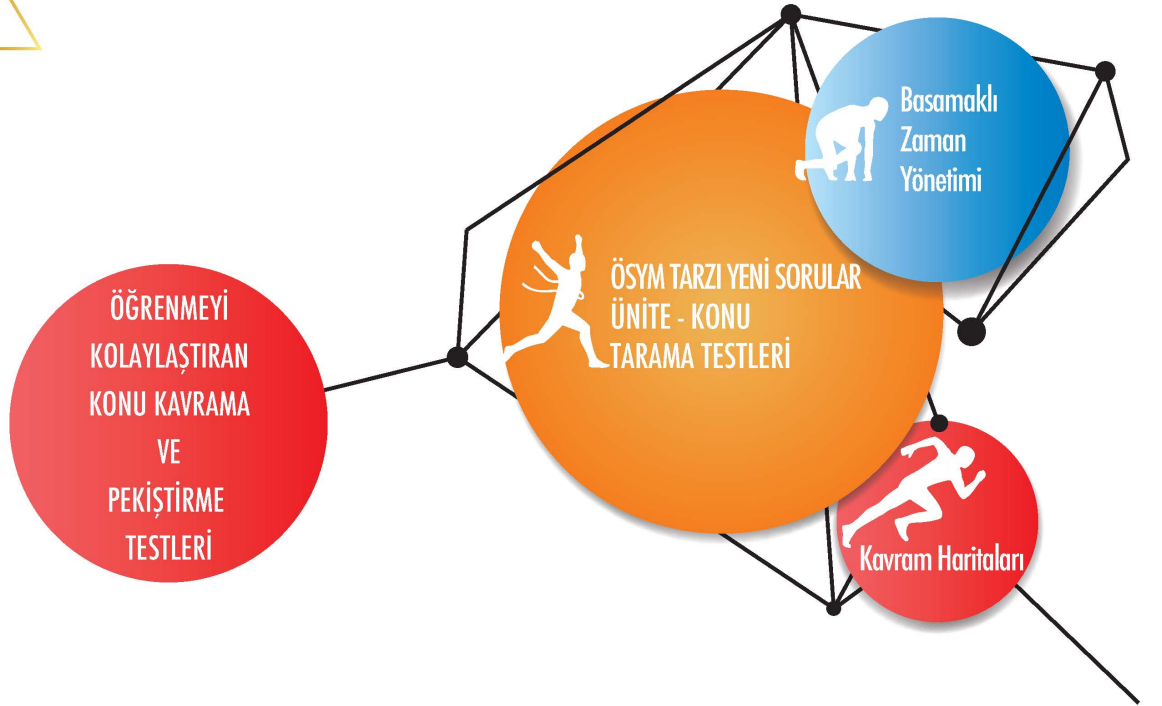 Basamaklı
Zaman
Yönetimi
ÖSYM TARZI YENİ SORULAR
ÜNİTE - KONU
TARAMA TESTLERİ
ÖĞRENMEYİ
KOLAYLAŞTIRAN
KONU KAVRAMA
VE
PEKİŞTİRME
TESTLERİ
Kavram Haritaları